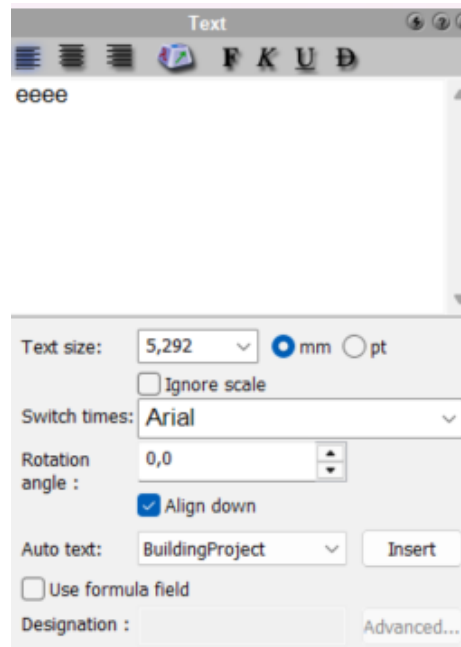 Text
F K U D
eeee
Text size: 5,292 mm pt
Ignore scale
Switch times: Arial
Rotation angle : 0,0
Align down
Auto text: BuildingProject Insert
Use formula field
Designation : Advanced...